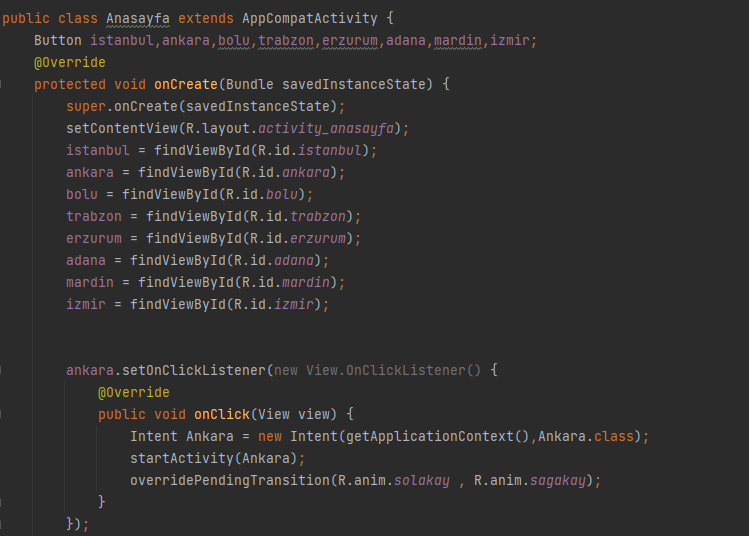 public class Anasayfa extends AppCompatActivity {
Button istanbul,ankara,bolu,trabzon,erzurum,adana,mardin,izmir;
@Override
protected void onCreate(Bundle savedInstanceState) {
super.onCreate(savedInstanceState);
setContentView(R.layout.activity_anasayfa);
istanbul = findViewById(R.id.istanbul);
ankara = findViewById(R.id.ankara);
bolu = findViewById(R.id.bolu);
trabzon = findViewById(R.id.trabzon);
erzurum = findViewById(R.id.erzurum);
adana = findViewById(R.id.adana);
mardin = findViewById(R.id.mardin);
izmir = findViewById(R.id.izmir);
ankara.setOnClickListener(new View.OnClickListener() {
@Override
public void onClick(View view) {
Intent Ankara = new Intent(getApplicationContext(),Ankara.class);
startActivity(Ankara);
overridePendingTransition(R.anim.solakay , R.anim.sagakay);
}
});